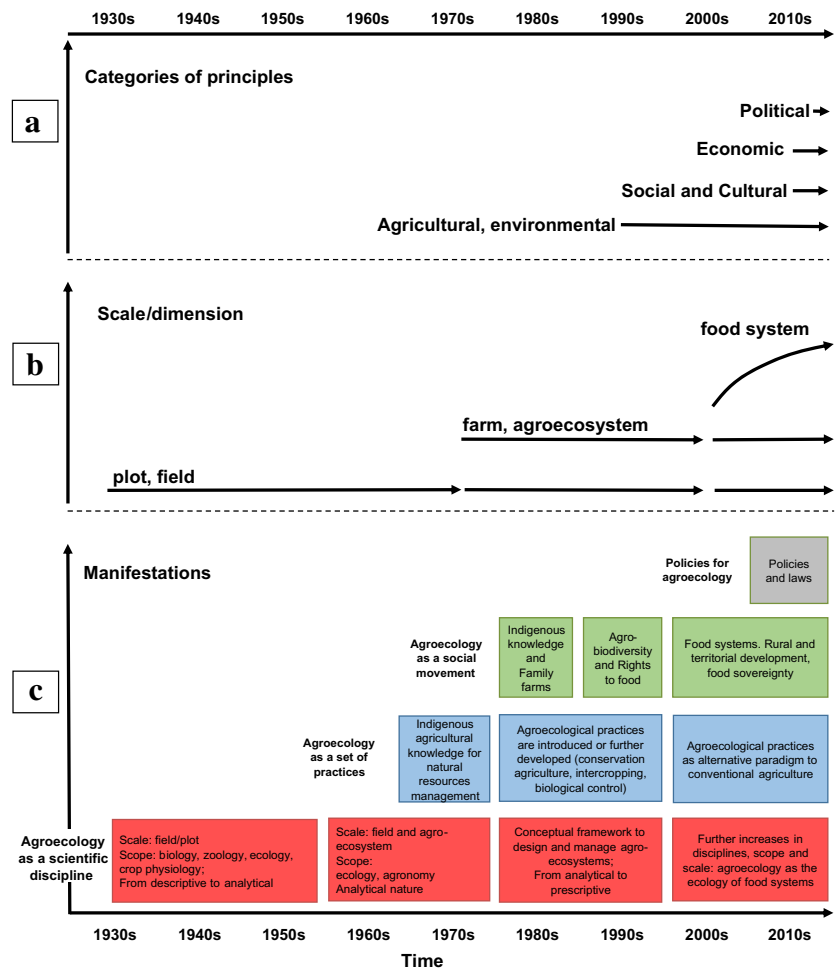 1930s 1940s 1950s 1960s 1970s 1980s 1990s 2000s 2010s
a
Categories of principles
Political
Economic
Social and Cultural
Agricultural, environmental
b
Scale/dimension
food system
farm, agroecosystem
plot, field
c
Manifestations
Policies for
agroecology
Policies
and laws
Agroecology
as a social
movement
Indigenous
knowledge
and
Family
farms
Agro-
biodiversity
and Rights
to food
Food systems. Rural and
territorial development,
food sovereignty
Agroecology
as a set of
practices
Indigenous
agricultural
knowledge for
natural
resources
management
Agroecological practices
are introduced or further
developed (conservation
agriculture, intercropping,
biological control)
Agroecological practices
as alternative paradigm to
conventional agriculture
Agroecology
as a scientific
discipline
Scale: field/plot
Scope: biology, zoology, ecology,
crop physiology;
From descriptive to analytical
Scale: field and agro-
ecosystem
Scope:
ecology, agronomy
Analytical nature
Conceptual framework to
design and manage agro-
ecosystems;
From analytical to
prescriptive
Further increases in
disciplines, scope and
scale: agroecology as the
ecology of food systems
1930s 1940s 1950s 1960s 1970s 1980s 1990s 2000s 2010s
Time